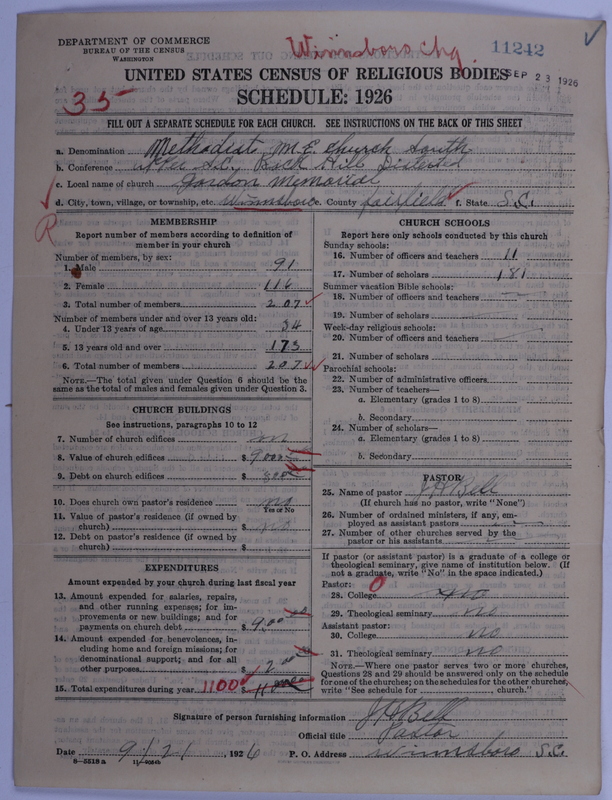 DEPARTMENT OF COMMERCE
BUREAU OF THE CENSUS
WASHINGTON
Winnsboro Chg.
11242
SEP 23 1926
UNITED STATES CENSUS OF RELIGIOUS BODIES
35
SCHEDULE: 1926
FILL OUT A SEPARATE SCHEDULE FOR EACH CHURCH. SEE INSTRUCTIONS ON THE BACK OF THIS SHEET
a. Denomination Methodist M.E. Church South
b. Conference Upper S.C. Rock Hill District
c. Local name of church Gordon Memorial
d. City, town, village, or township, etc. Winnsboro e. County Fairfield f. State S.C.
R
MEMBERSHIP
Report number of members according to definition of member in your church
Number of members, by sex:
1. Male 91
2. Female 116
3. Total number of members 207
Number of members under and over 13 years old:
4. Under 13 years of age 34
5. 13 years old and over 173
6. Total number of members 207
NOTE.—The total given under Question 6 should be the same as the total of males and females given under Question 3.
CHURCH BUILDINGS
See instructions, paragraphs 10 to 12
7. Number of church edifices
8. Value of church edifices $
9. Debt on church edifices $
10. Does church own pastor's residence no
Yes or No
11. Value of pastor's residence (if owned by church) $ no
12. Debt on pastor's residence (if owned by church) $
EXPENDITURES
Amount expended by your church during last fiscal year
13. Amount expended for salaries, repairs, and other running expenses; for improvements or new buildings; and for payments on church debt $ 900
14. Amount expended for benevolences, including home and foreign missions; for denominational support; and for all other purposes $ 200
15. Total expenditures during year 1100 $
CHURCH SCHOOLS
Report here only schools conducted by this church
Sunday schools:
16. Number of officers and teachers 11
17. Number of scholars 181
Summer vacation Bible schools:
18. Number of officers and teachers
19. Number of scholars
Week-day religious schools:
20. Number of officers and teachers
21. Number of scholars
Parochial schools:
22. Number of administrative officers
23. Number of teachers—
a. Elementary (grades 1 to 8)
b. Secondary
24. Number of scholars—
a. Elementary (grades 1 to 8)
b. Secondary
PASTOR
25. Name of pastor J H Bell
(If church has no pastor, write "None")
26. Number of ordained ministers, if any, employed as assistant pastors
27. Number of other churches served by the pastor or his assistants
If pastor (or assistant pastor) is a graduate of a college or theological seminary, give name of institution below. (If not a graduate, write "No" in the space indicated.)
Pastor: 0
28. College no
29. Theological seminary no
Assistant pastor:
30. College no
31. Theological seminary no
NOTE.—Where one pastor serves two or more churches, Questions 28 and 29 should be answered only on the schedule for one of the churches; on the schedules for the other churches, write "See schedule for church."
Signature of person furnishing information J H Bell
Official title Pastor
Date 9/21, 1926 P. O. Address Winnsboro S.C.
8-5518 a